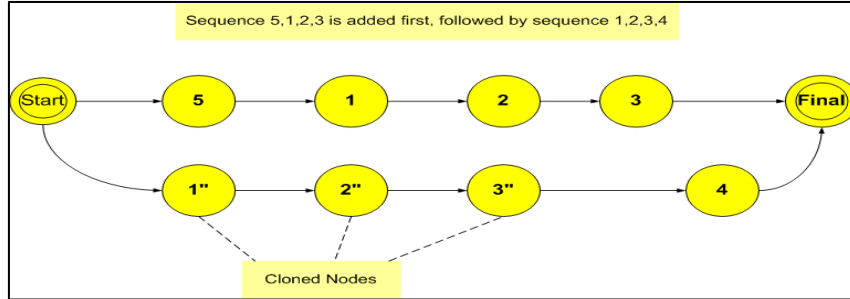 Sequence 5,1,2,3 is added first, followed by sequence 1,2,3,4
Start
5
1
2
3
Final
1"
2"
3"
4
Cloned Nodes